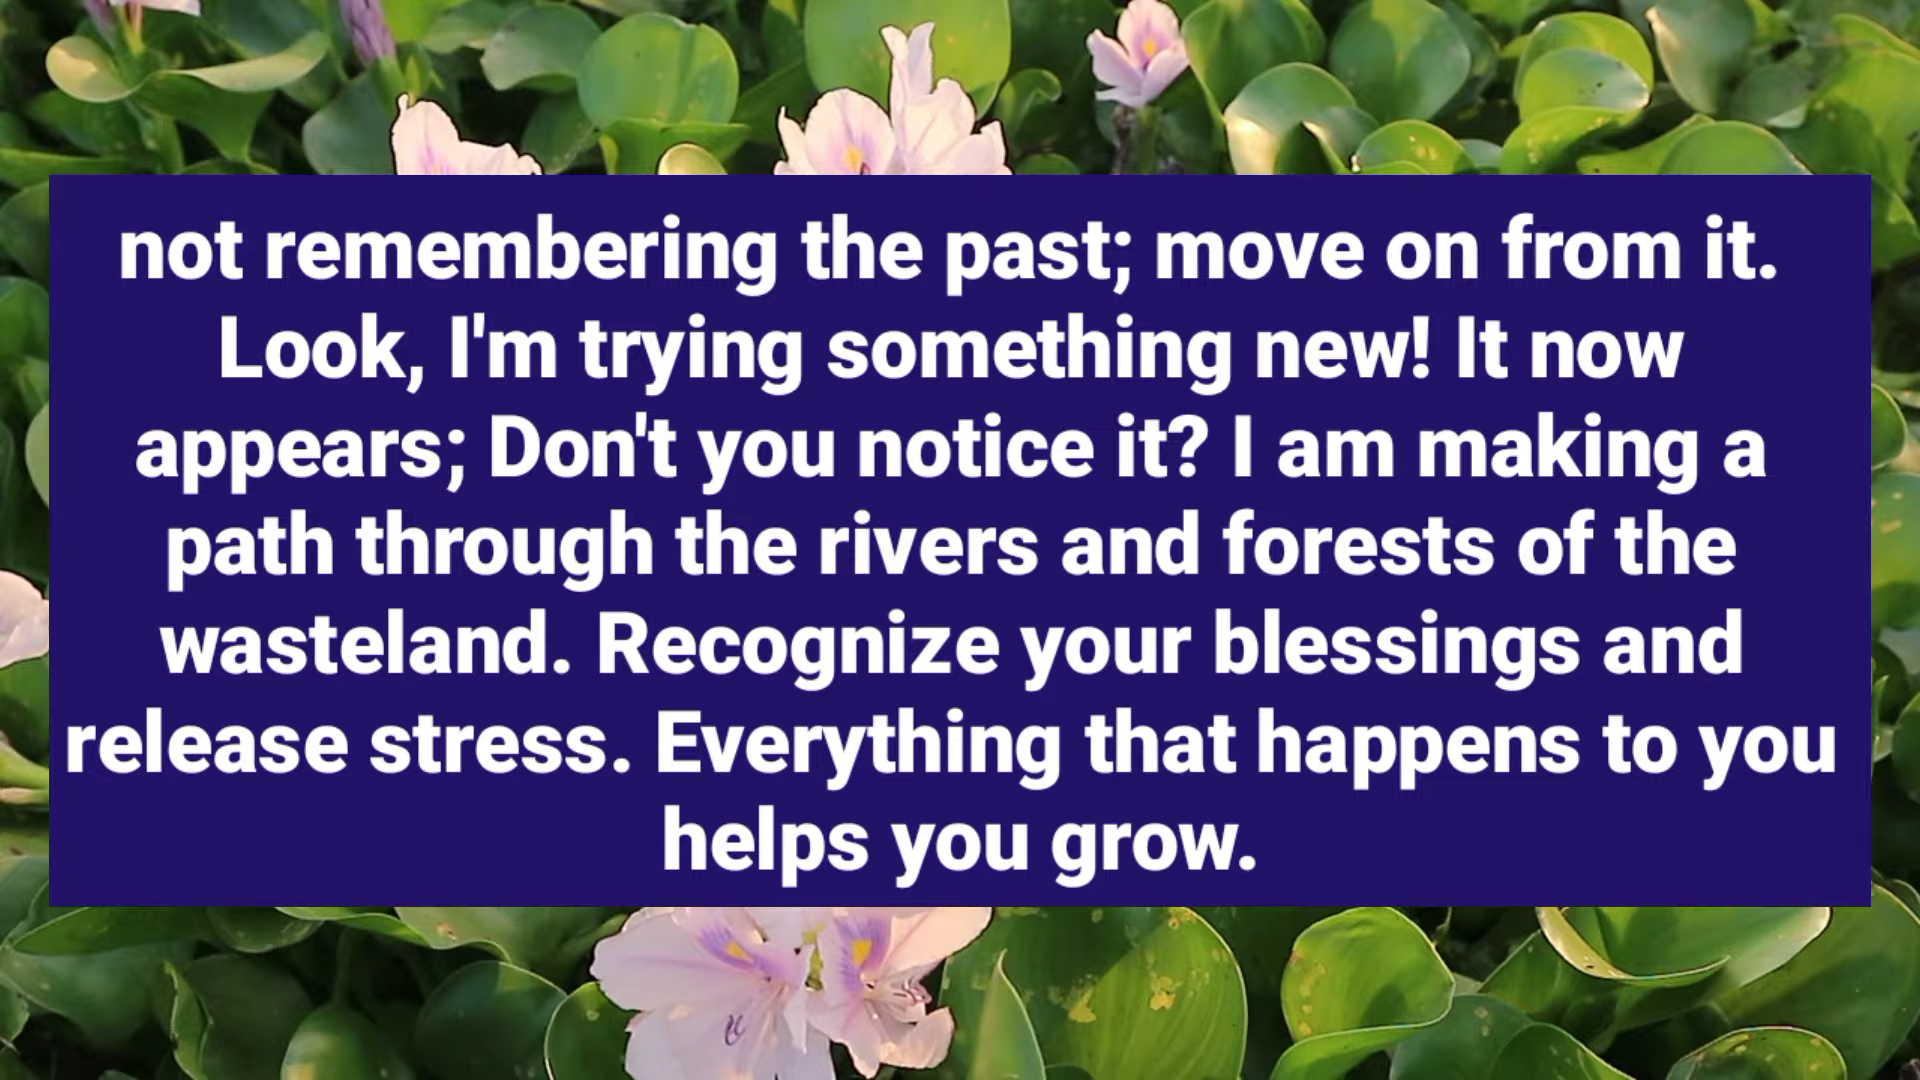 not remembering the past; move on from it.
Look, I'm trying something new! It now
appears; Don't you notice it? I am making a
path through the rivers and forests of the
wasteland. Recognize your blessings and
release stress. Everything that happens to you
helps you grow.